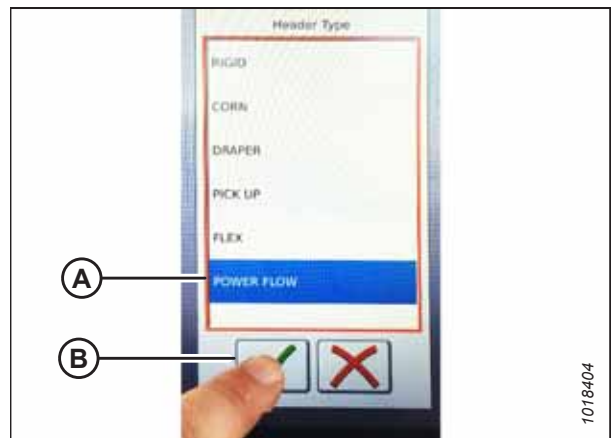 Header Type
RIGID
CORN
DRAPER
PICK UP
FLEX
A
POWER FLOW
B
1018404